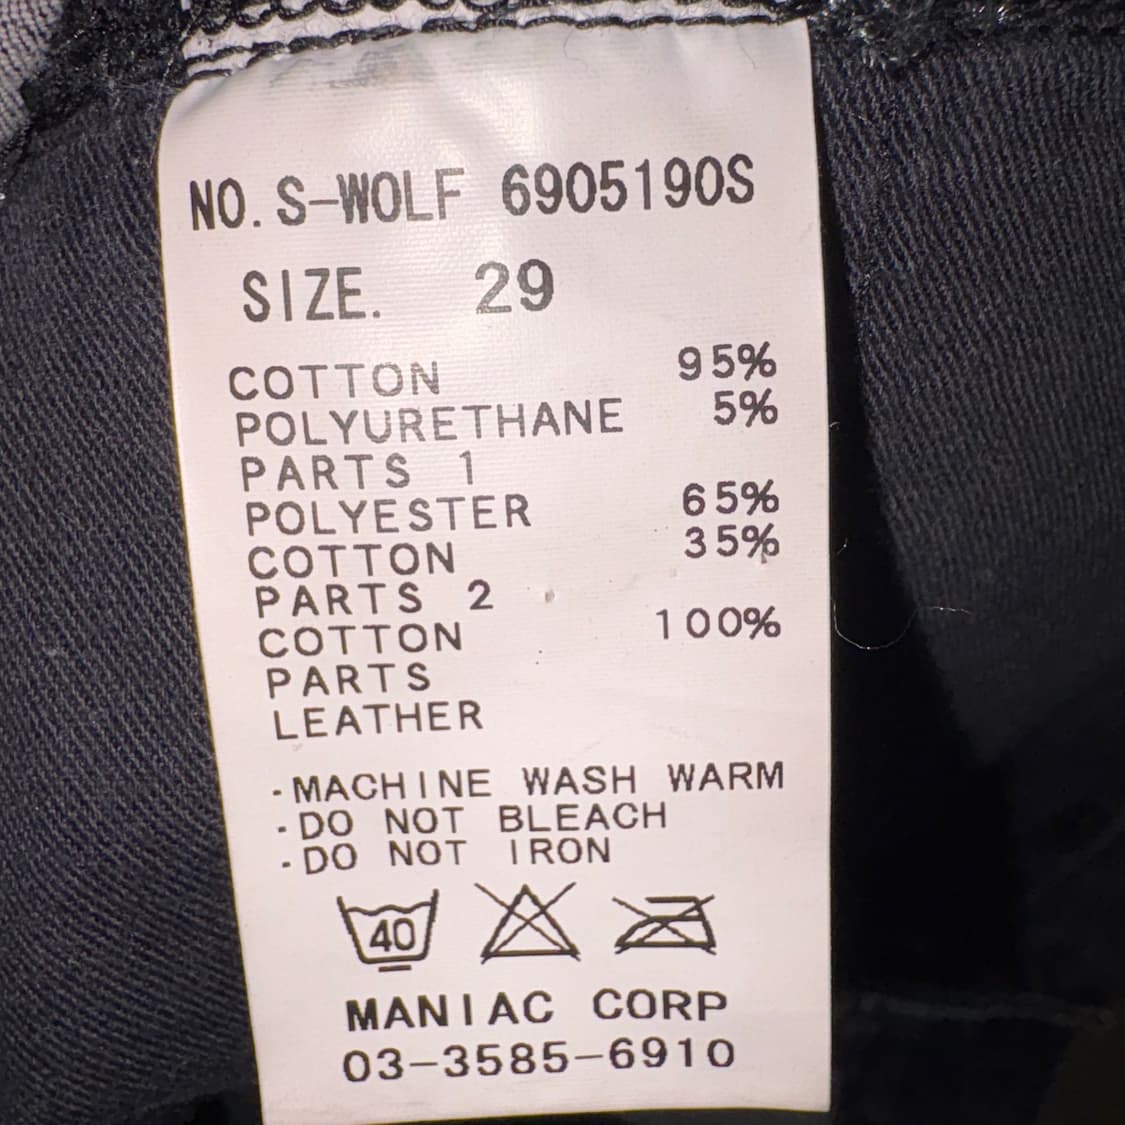 NO. S-WOLF 6905190S
SIZE. 29
COTTON 95%
POLYURETHANE 5%
PARTS 1
POLYESTER 65%
COTTON 35%
PARTS 2
COTTON 100%
PARTS
LEATHER
・MACHINE WASH WARM
・DO NOT BLEACH
・DO NOT IRON
40
MANIAC CORP
03-3585-6910